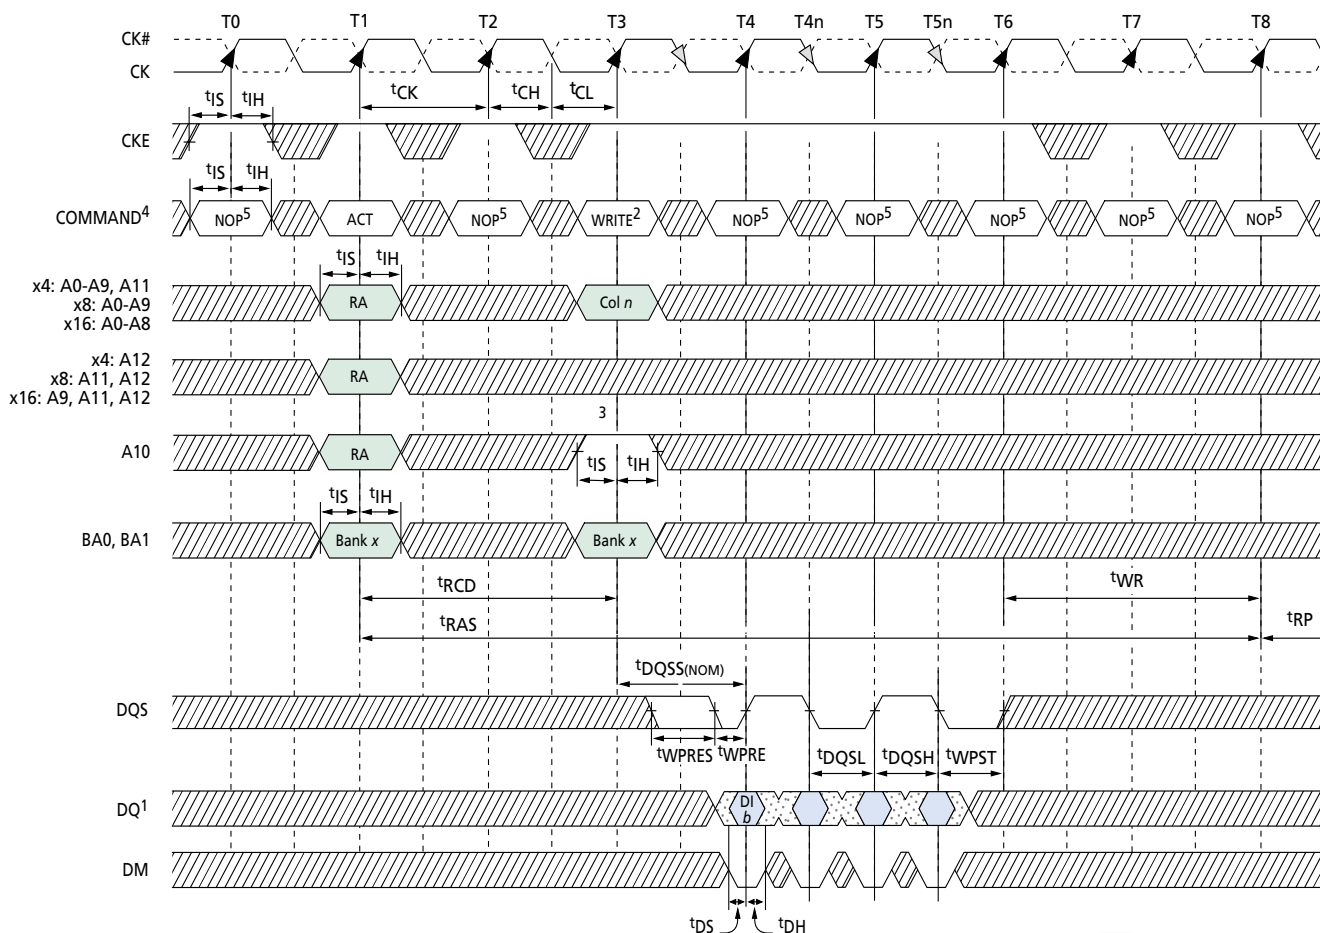 T0 T1 T2 T3 T4 T4n T5 T5n T6 T7 T8
CK#
CK
tIS tIH tCK tCH tCL
CKE
tIS tIH
COMMAND4 NOP5 ACT NOP5 WRITE2 NOP5 NOP5 NOP5 NOP5 NOP5
tIS tIH
x4: A0-A9, A11
x8: A0-A9 RA Col n
x16: A0-A8
x4: A12
x8: A11, A12 RA
x16: A9, A11, A12
3
A10 RA
tIS tIH
tIS tIH
BA0, BA1 Bank x Bank x
tRCD tWR
tRAS tRP
tDQSS(NOM)
DQS
tWPRES tWPRE tDQSL tDQSH tWPST
DQ1 DI
b
DM
tDS tDH